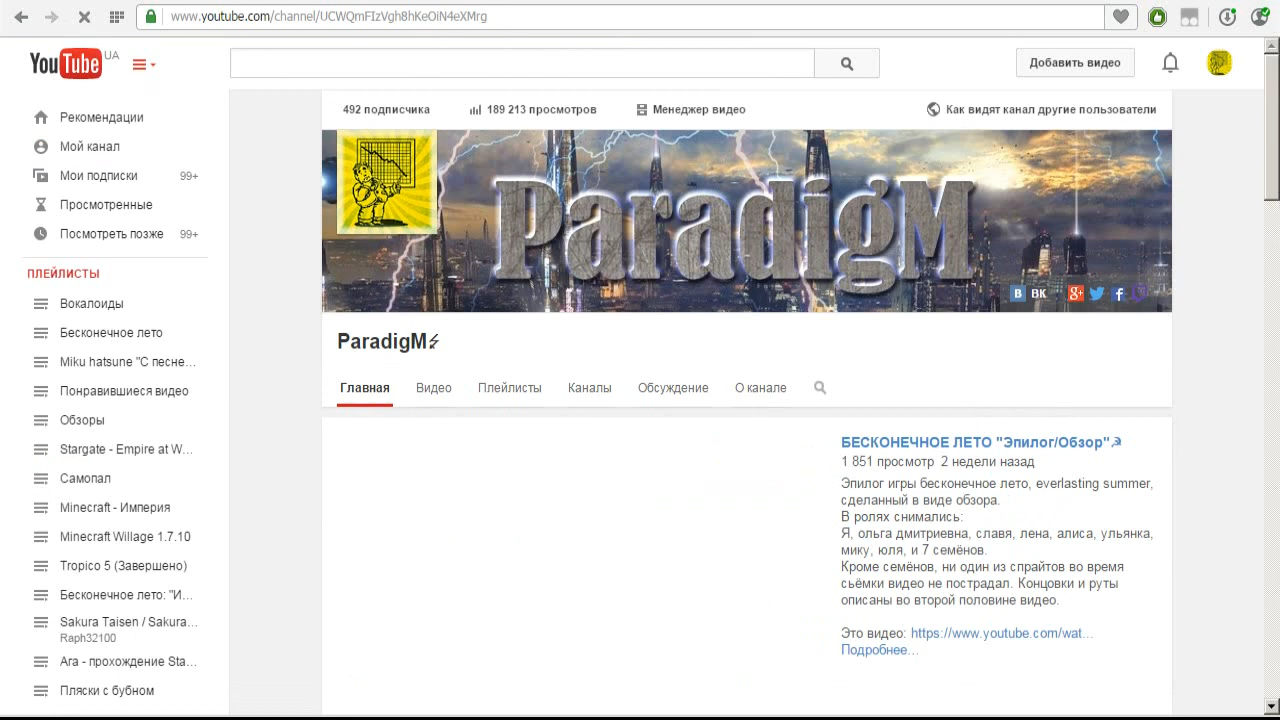 www.youtube.com/channel/UCWQmFIzVgh8hKeOiN4eXMrg
YouTube UA
Добавить видео
Рекомендации
Мой канал
Мои подписки 99+
Просмотренные
Посмотреть позже 99+
ПЛЕЙЛИСТЫ
Вокалоиды
Бесконечное лето
Miku hatsune "С песне...
Понравившиеся видео
Обзоры
Stargate - Empire at W...
Самопал
Minecraft - Империя
Minecraft Willage 1.7.10
Tropico 5 (Завершено)
Бесконечное лето: "И...
Sakura Taisen / Sakura...
Raph32100
Ага - прохождение Sta...
Пляски с бубном
492 подписчика
189 213 просмотров
Менеджер видео
Как видят канал другие пользователи
ParadigM
B ВК g+ f
ParadigM⚡
Главная
Видео
Плейлисты
Каналы
Обсуждение
О канале
БЕСКОНЕЧНОЕ ЛЕТО "Эпилог/Обзор"☭
1 851 просмотр 2 недели назад
Эпилог игры бесконечное лето, everlasting summer,
сделанный в виде обзора.
В ролях снимались:
Я, ольга дмитриевна, славя, лена, алиса, ульянка,
мику, юля, и 7 семёнов.
Кроме семёнов, ни один из спрайтов во время
сьёмки видео не пострадал. Концовки и руты
описаны во второй половине видео.
Это видео: https://www.youtube.com/wat...
Подробнее...